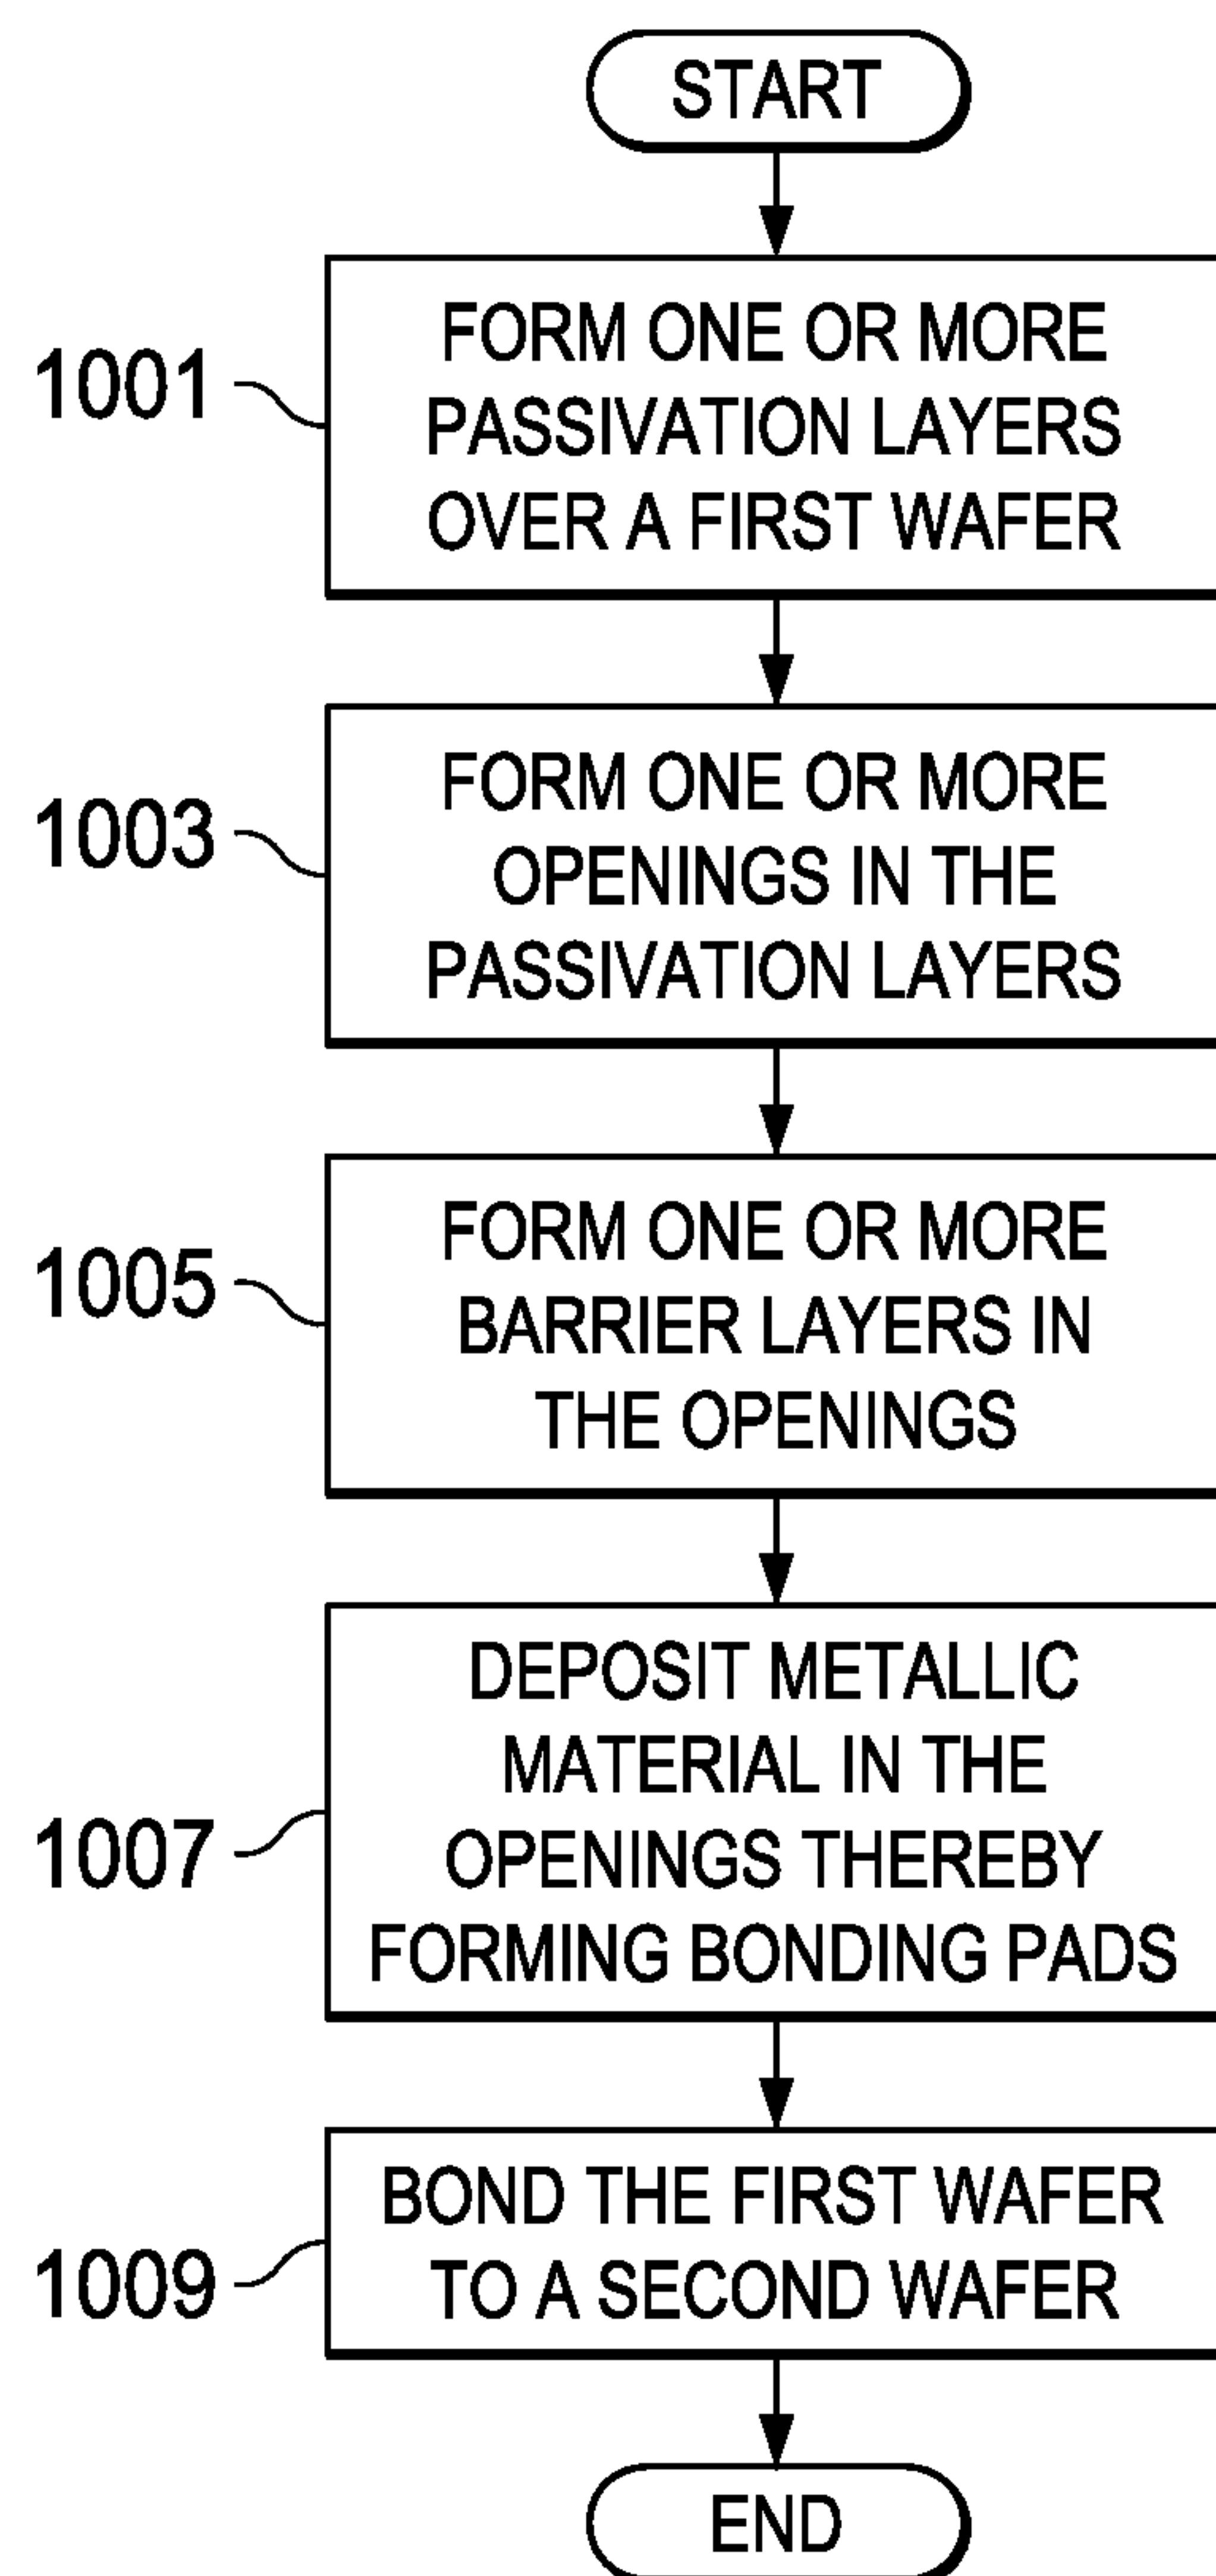 START
1001
FORM ONE OR MORE
PASSIVATION LAYERS
OVER A FIRST WAFER
1003
FORM ONE OR MORE
OPENINGS IN THE
PASSIVATION LAYERS
1005
FORM ONE OR MORE
BARRIER LAYERS IN
THE OPENINGS
1007
DEPOSIT METALLIC
MATERIAL IN THE
OPENINGS THEREBY
FORMING BONDING PADS
1009
BOND THE FIRST WAFER
TO A SECOND WAFER
END